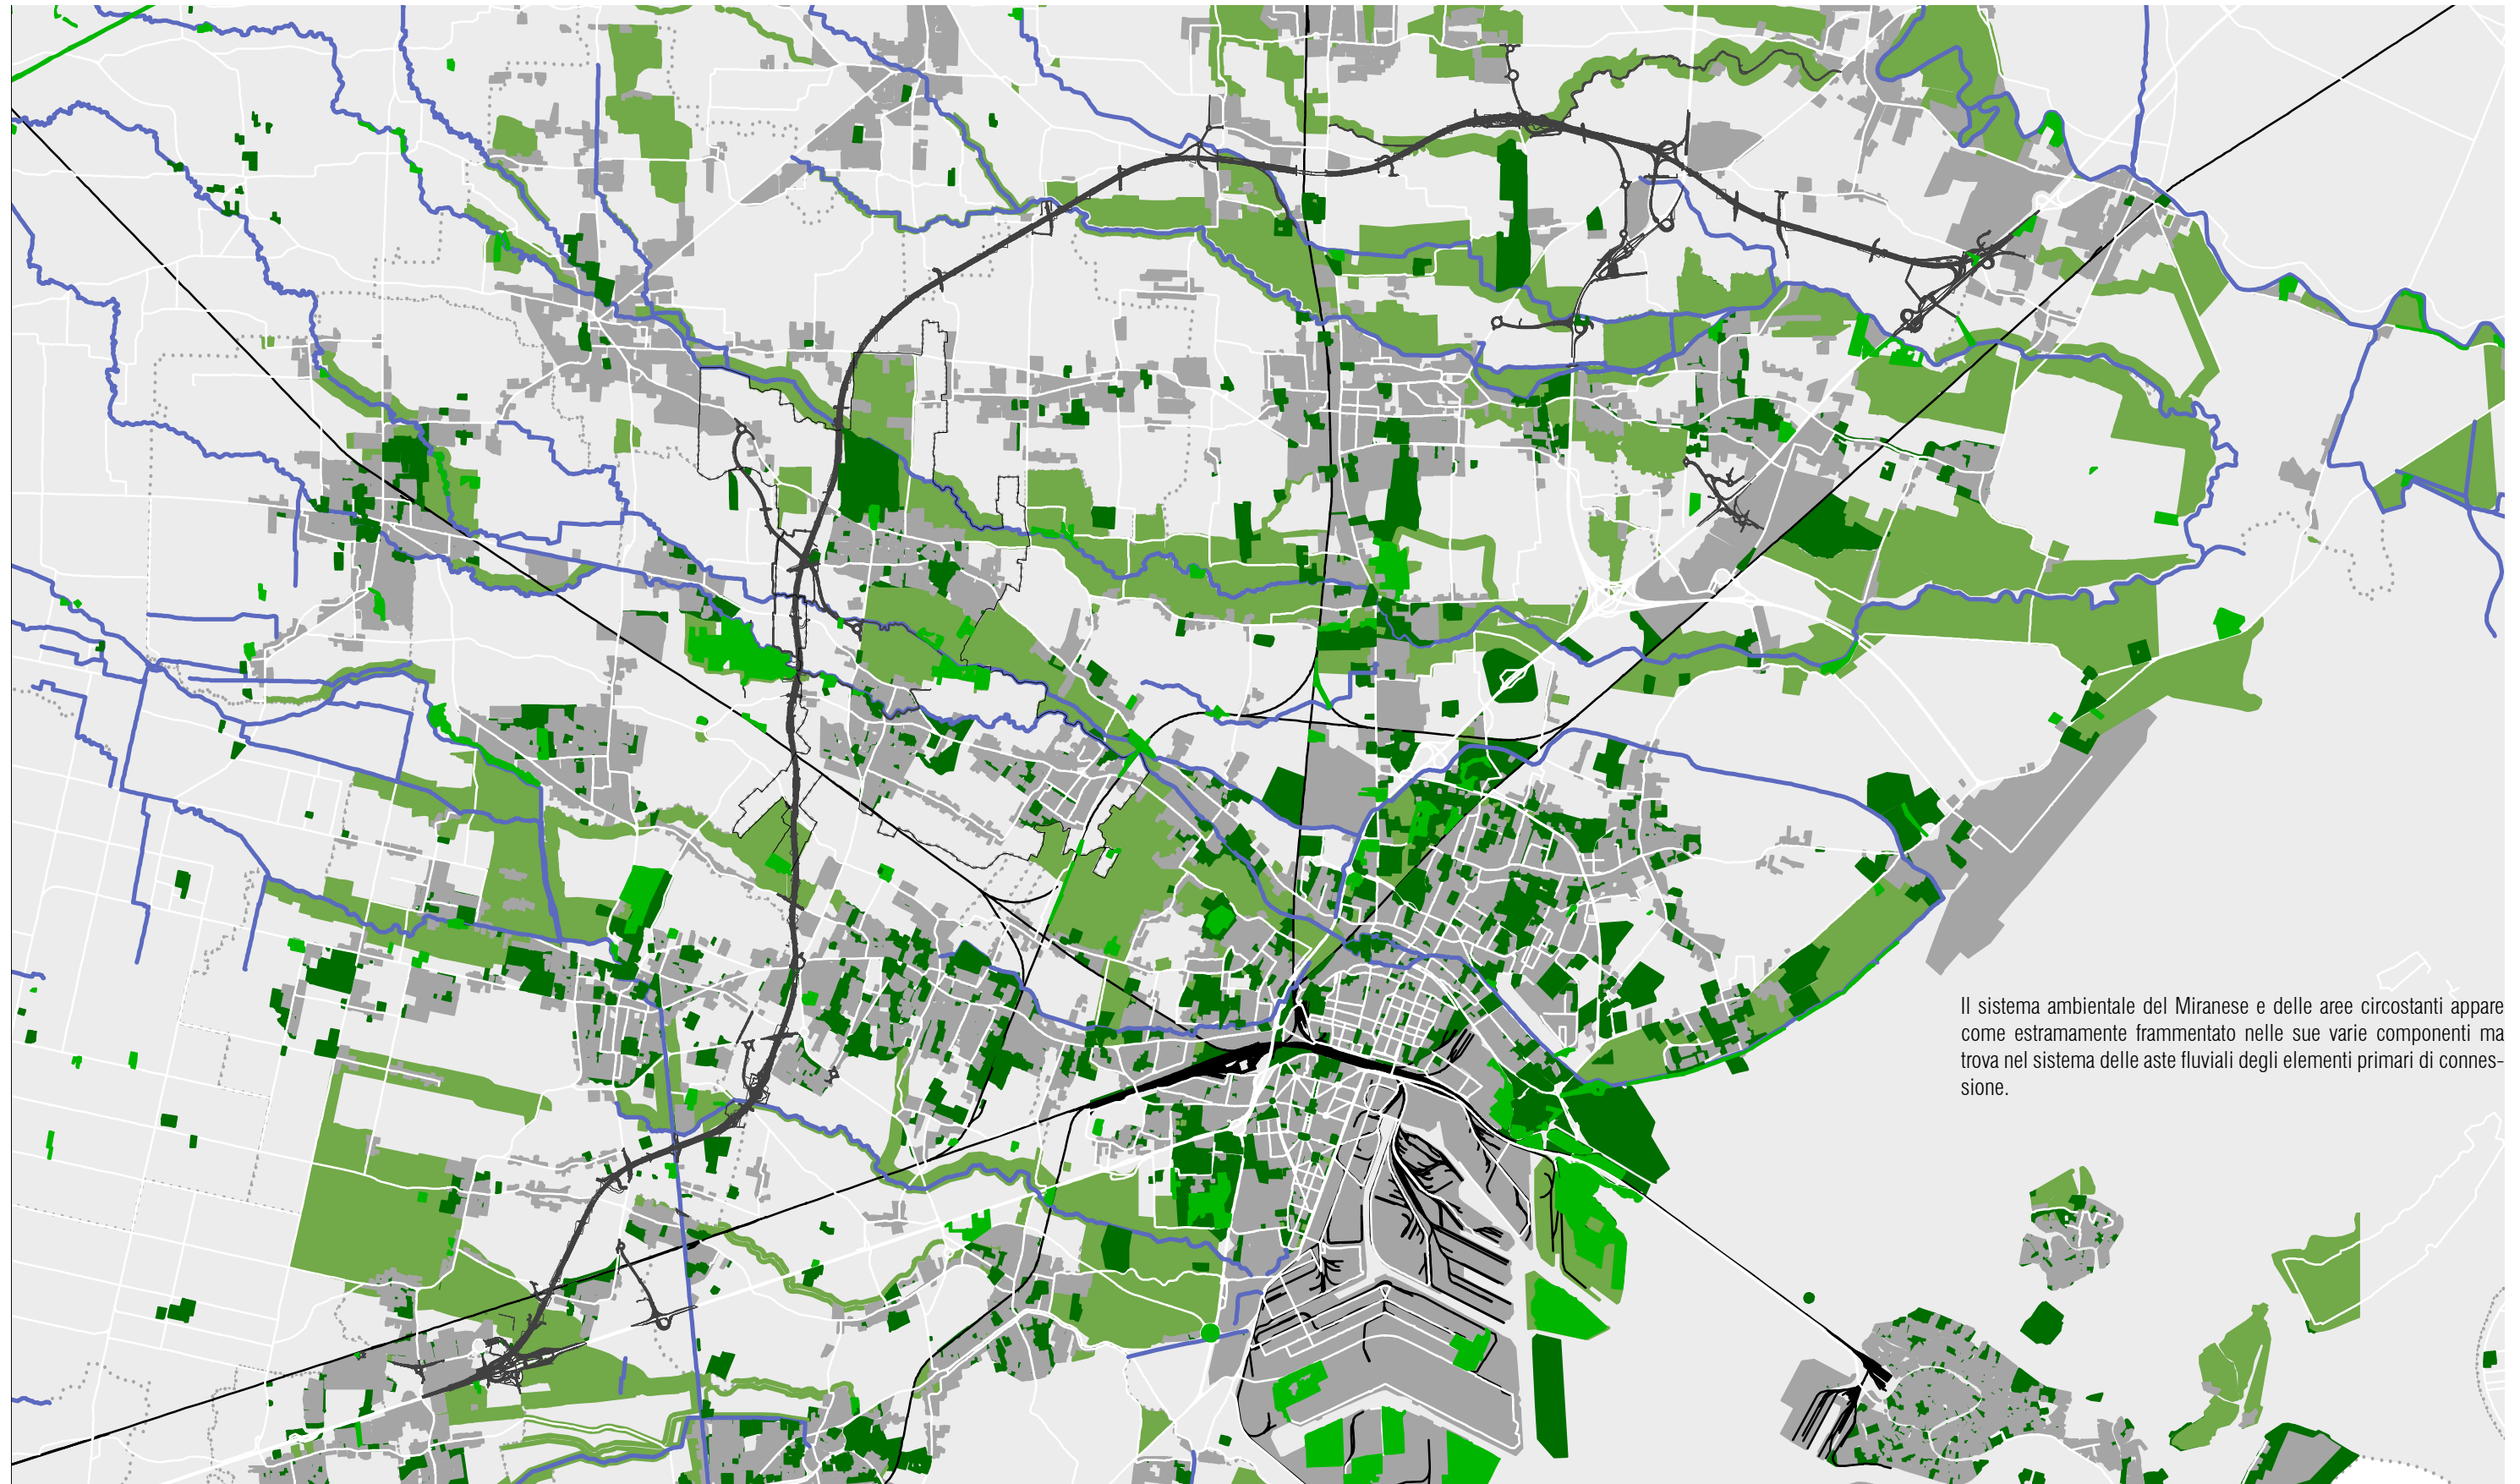 Il sistema ambientale del Miranese e delle aree circostanti appare
come estramamente frammentato nelle sue varie componenti ma
trova nel sistema delle aste fluviali degli elementi primari di connes-
sione.